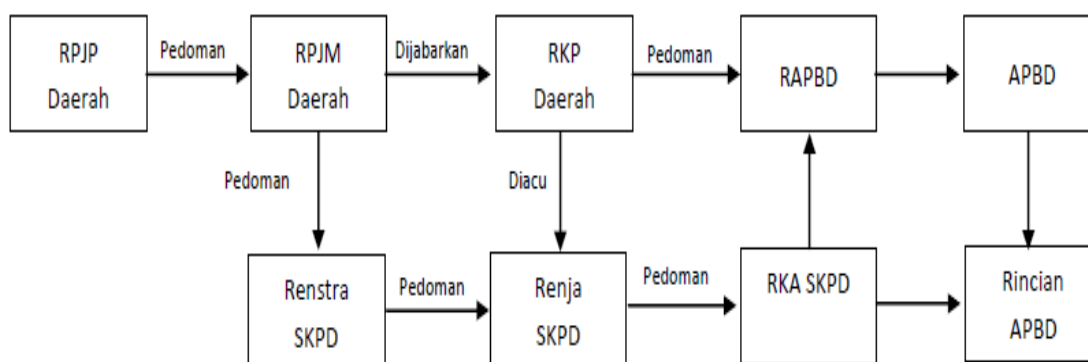 RPJP
Daerah
Pedoman
RPJM
Daerah
Dijabarkan
RKP
Daerah
Pedoman
RAPBD
APBD
Pedoman
Diacu
Renstra
SKPD
Pedoman
Renja
SKPD
Pedoman
RKA SKPD
Rincian
APBD